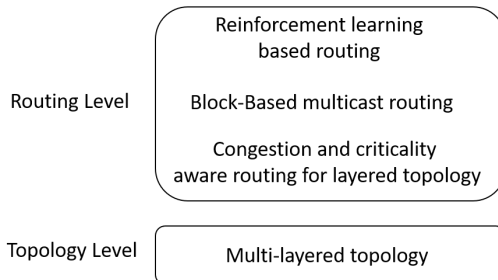 Reinforcement learning
based routing
Routing Level
Block-Based multicast routing
Congestion and criticality
aware routing for layered topology
Topology Level
Multi-layered topology